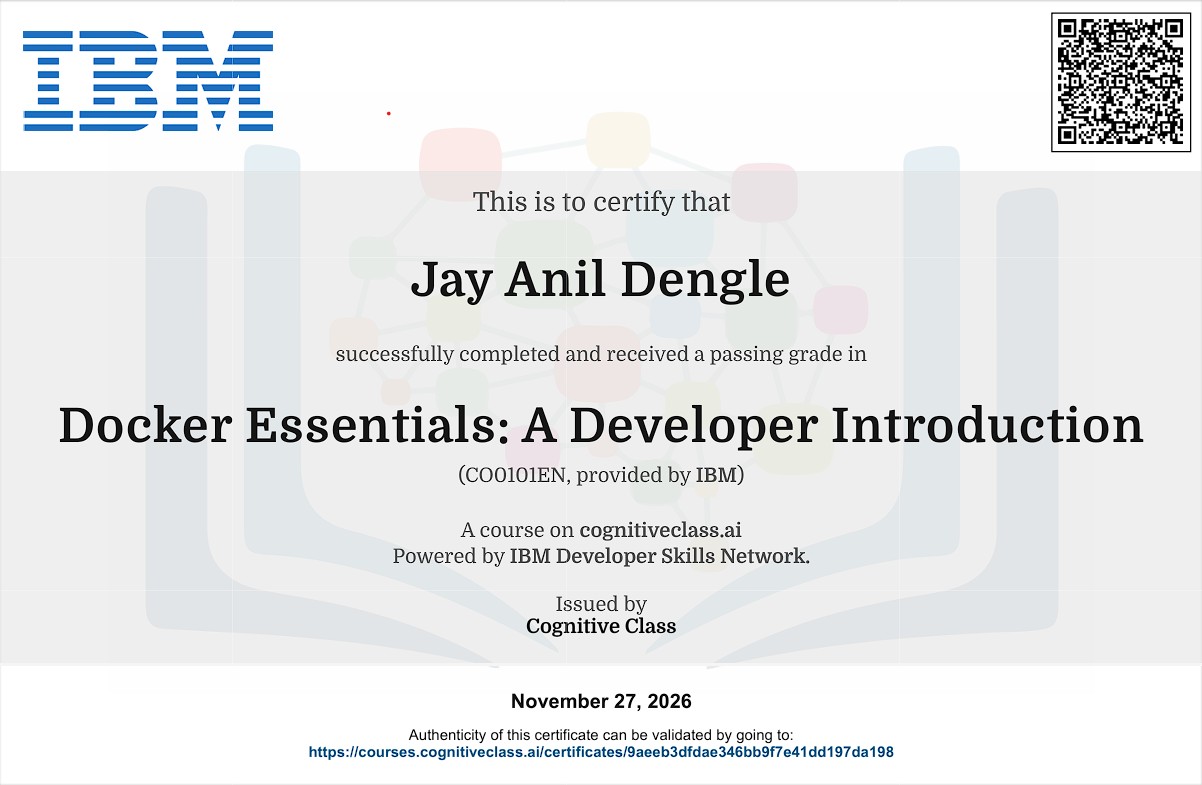 IBM
This is to certify that
Jay Anil Dengle
successfully completed and received a passing grade in
Docker Essentials: A Developer Introduction
(CO0101EN, provided by IBM)
A course on cognitiveclass.ai
Powered by IBM Developer Skills Network.
Issued by
Cognitive Class
November 27, 2026
Authenticity of this certificate can be validated by going to:
https://courses.cognitiveclass.ai/certificates/9aeeb3dfdae346bb9f7e41dd197da198